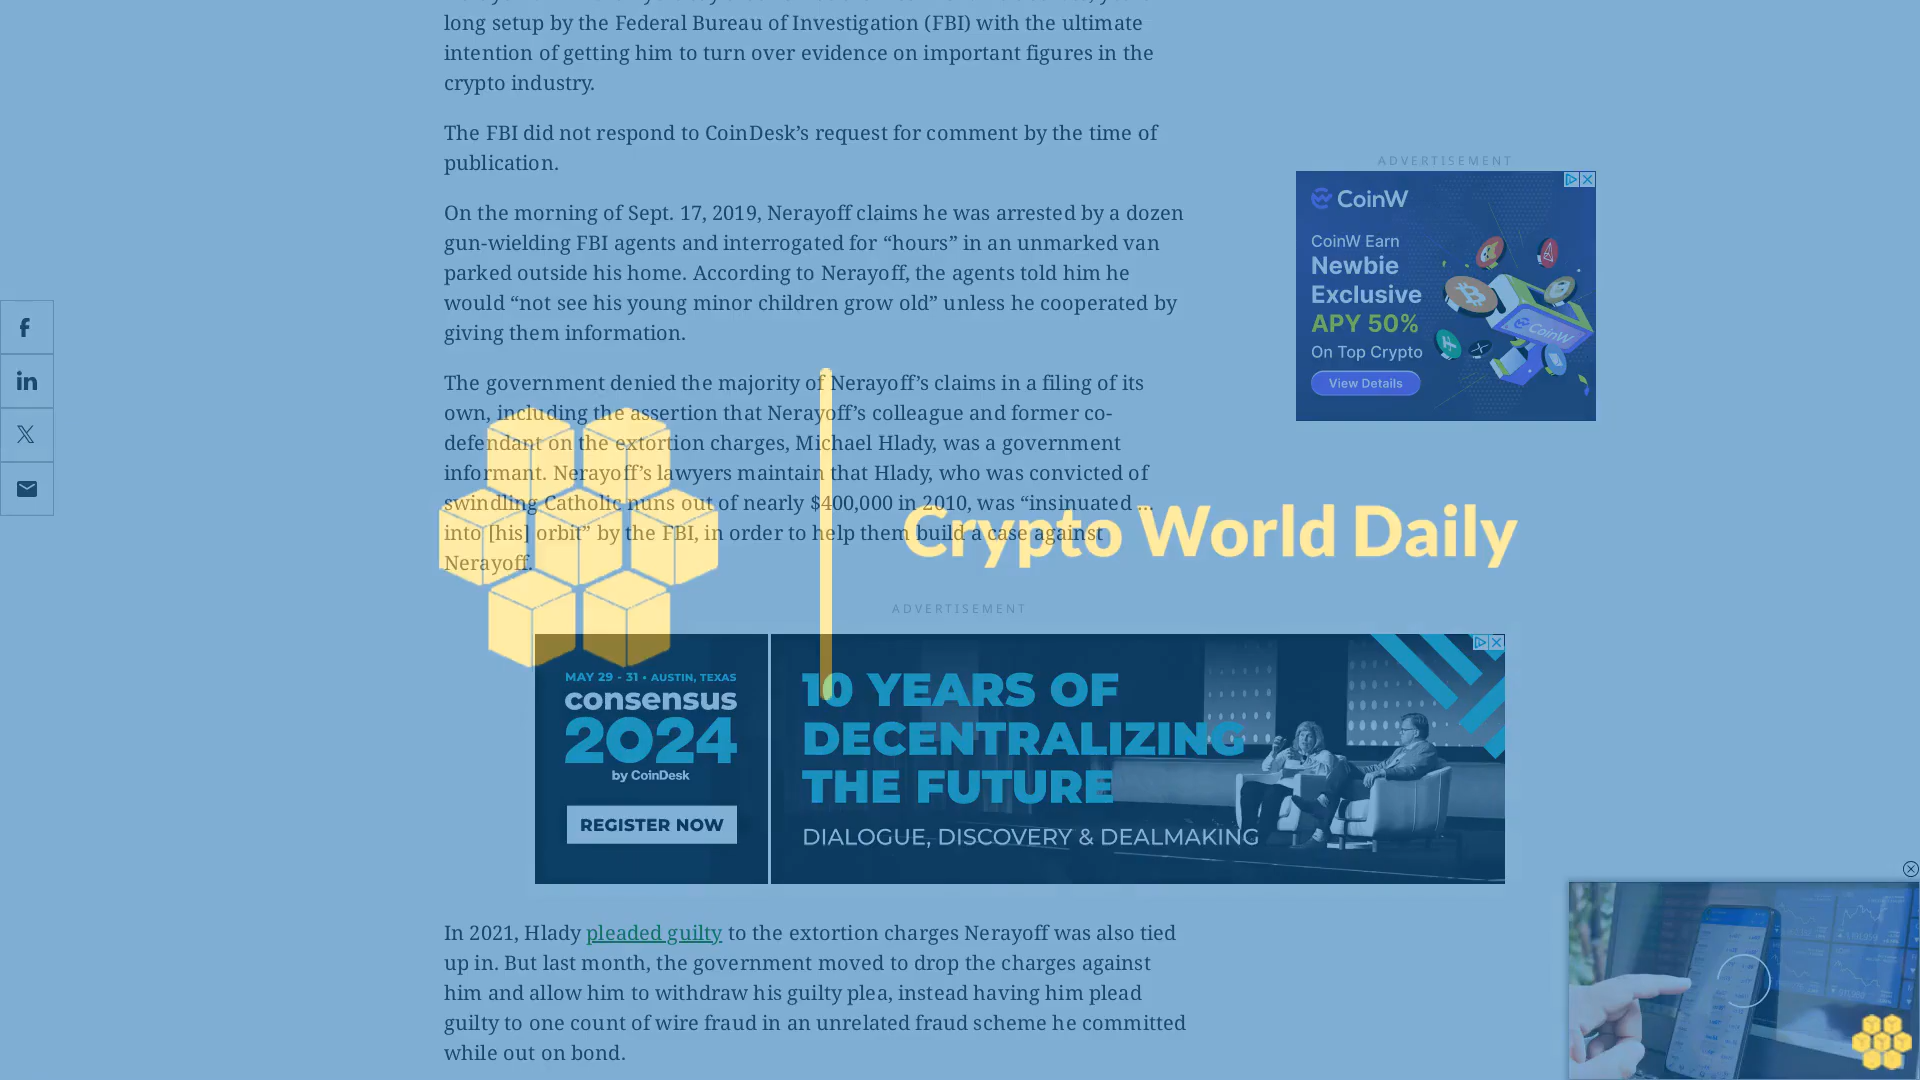 long setup by the Federal Bureau of Investigation (FBI) with the ultimate
intention of getting him to turn over evidence on important figures in the
crypto industry.
The FBI did not respond to CoinDesk’s request for comment by the time of
publication.
On the morning of Sept. 17, 2019, Nerayoff claims he was arrested by a dozen
gun-wielding FBI agents and interrogated for “hours” in an unmarked van
parked outside his home. According to Nerayoff, the agents told him he
would “not see his young minor children grow old” unless he cooperated by
giving them information.
The government denied the majority of Nerayoff’s claims in a filing of its
own, including the assertion that Nerayoff’s colleague and former co-
defendant on the extortion charges, Michael Hlady, was a government
informant. Nerayoff’s lawyers maintain that Hlady, who was convicted of
swindling Catholic nuns out of nearly $400,000 in 2010, was “insinuated ...
into [his] orbit” by the FBI, in order to help them build a case against
Nerayoff.
Crypto World Daily
ADVERTISEMENT
CoinW
CoinW Earn
Newbie
Exclusive
APY 50%
On Top Crypto
View Details
CoinW
ADVERTISEMENT
MAY 29 - 31 • AUSTIN, TEXAS
consensus
2024
by CoinDesk
REGISTER NOW
10 YEARS OF
DECENTRALIZING
THE FUTURE
DIALOGUE, DISCOVERY & DEALMAKING
In 2021, Hlady pleaded guilty to the extortion charges Nerayoff was also tied
up in. But last month, the government moved to drop the charges against
him and allow him to withdraw his guilty plea, instead having him plead
guilty to one count of wire fraud in an unrelated fraud scheme he committed
while out on bond.